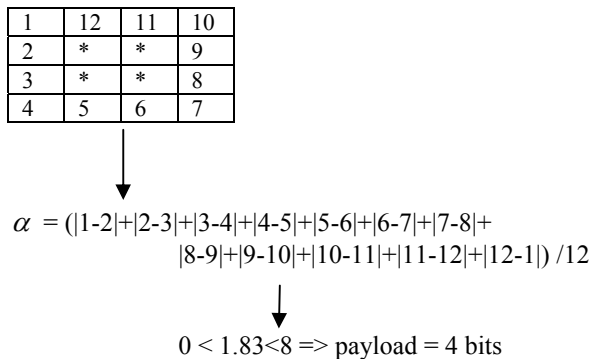 1 12 11 10
2 * * 9
3 * * 8
4 5 6 7
α = (|1-2|+|2-3|+|3-4|+|4-5|+|5-6|+|6-7|+|7-8|+
|8-9|+|9-10|+|10-11|+|11-12|+|12-1|) /12
0 < 1.83<8 => payload = 4 bits